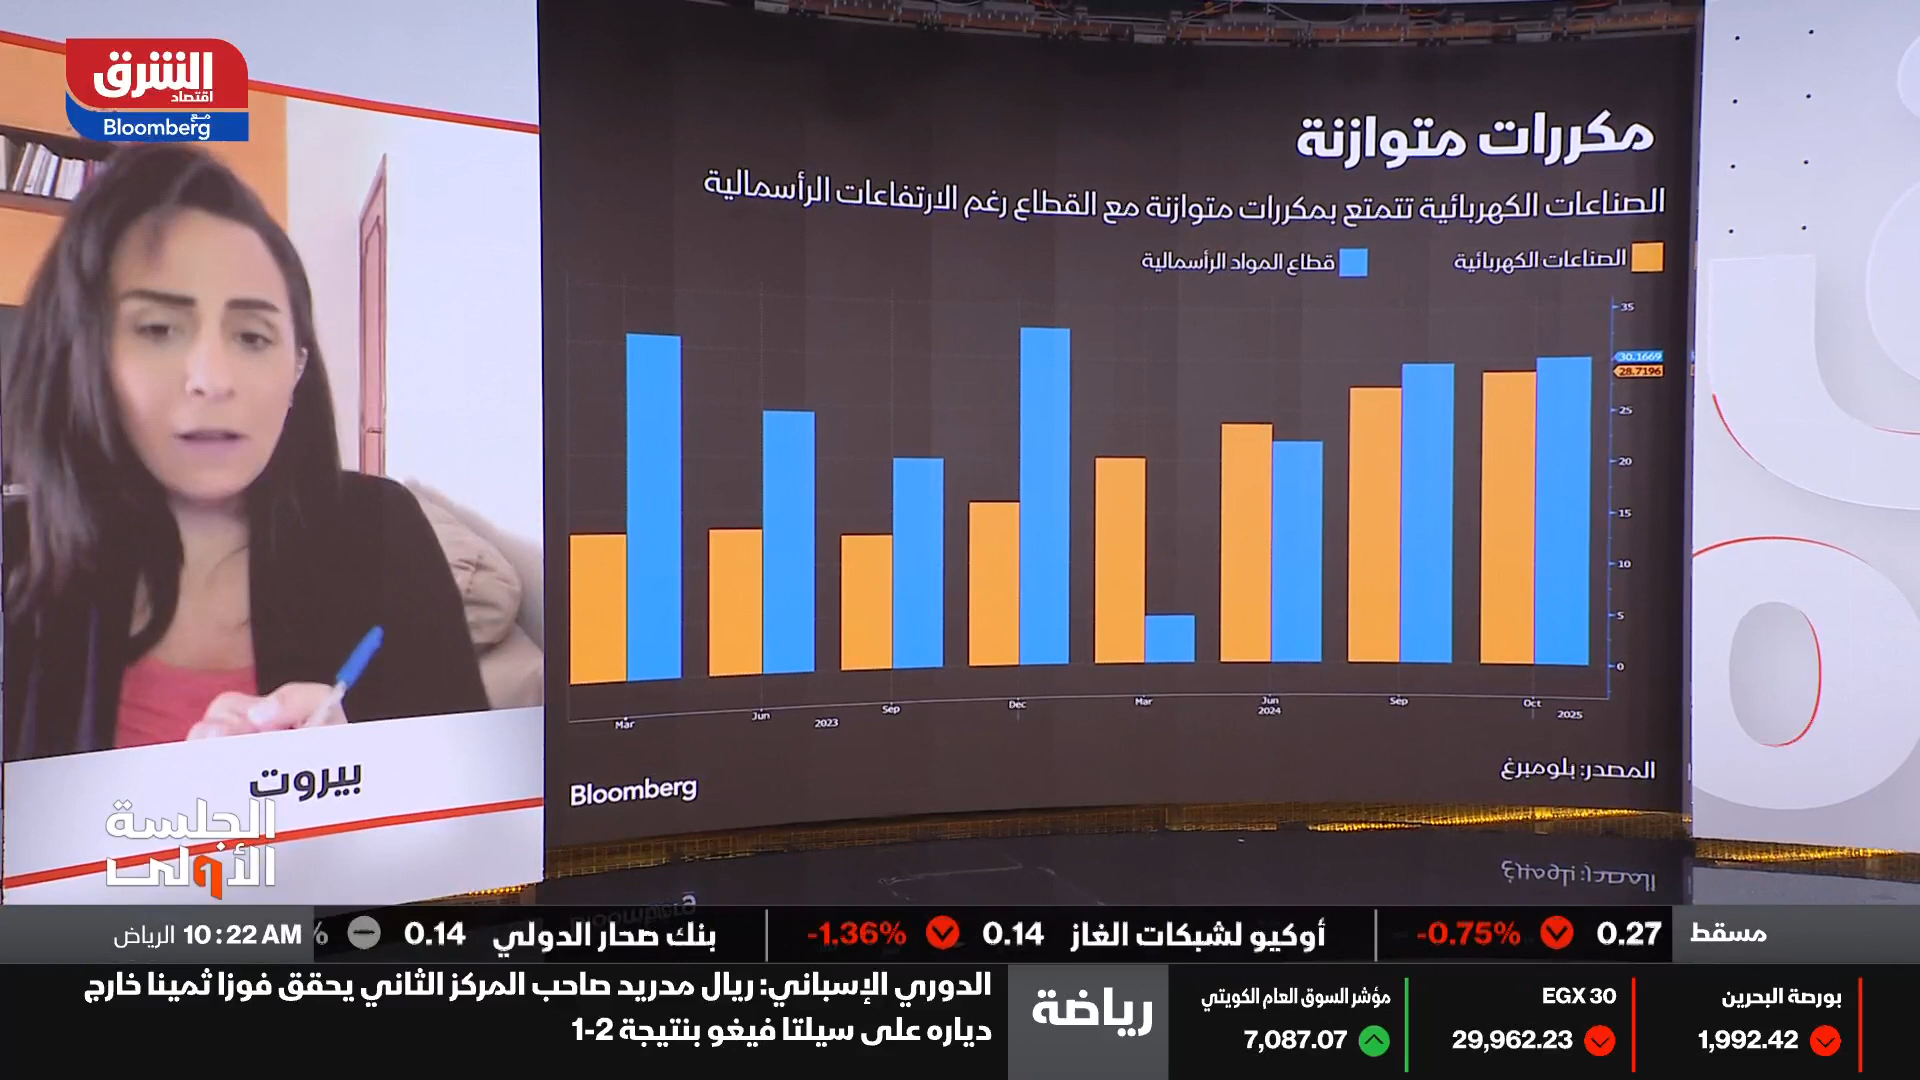 الشرق
اقتصاد
مع
Bloomberg
مكررات متوازنة
الصناعات الكهربائية تتمتع بمكررات متوازنة مع القطاع رغم الارتفاعات الرأسمالية
الصناعات الكهربائية
قطاع المواد الرأسمالية
35
30.1669
28.7196
25
20
15
10
5
0
Mar Jun Sep Dec Mar Jun Sep Oct
2023 2024 2025
المصدر: بلومبرغ
Bloomberg
بيروت
الجلسة
الأولى
مسقط
0.27 -0.75%
أوكيو لشبكات الغاز 0.14 -1.36%
بنك صحار الدولي 0.14 %
10:22 AM الرياض
بورصة البحرين
1,992.42
EGX 30
29,962.23
مؤشر السوق العام الكويتي
7,087.07
رياضة
الدوري الإسباني: ريال مدريد صاحب المركز الثاني يحقق فوزا ثمينا خارج
دياره على سيلتا فيغو بنتيجة 2-1